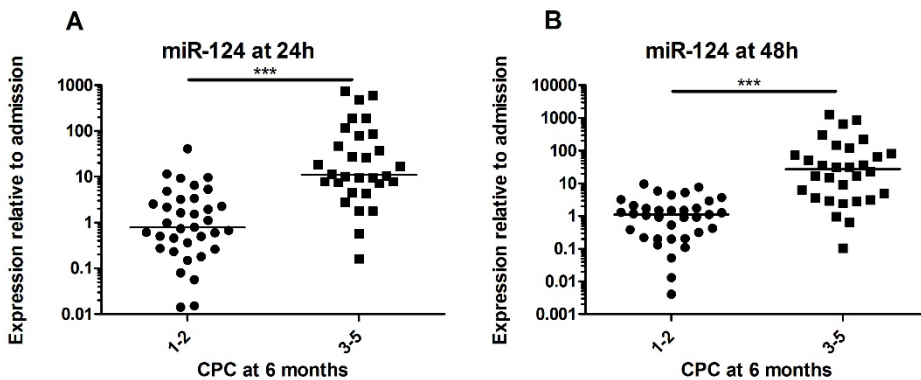 A
miR-124 at 24h
***
Expression relative to admission
1000
100
10
1
0.1
0.01
1-2
3-5
CPC at 6 months
B
miR-124 at 48h
***
Expression relative to admission
10000
1000
100
10
1
0.1
0.01
0.001
1-2
3-5
CPC at 6 months